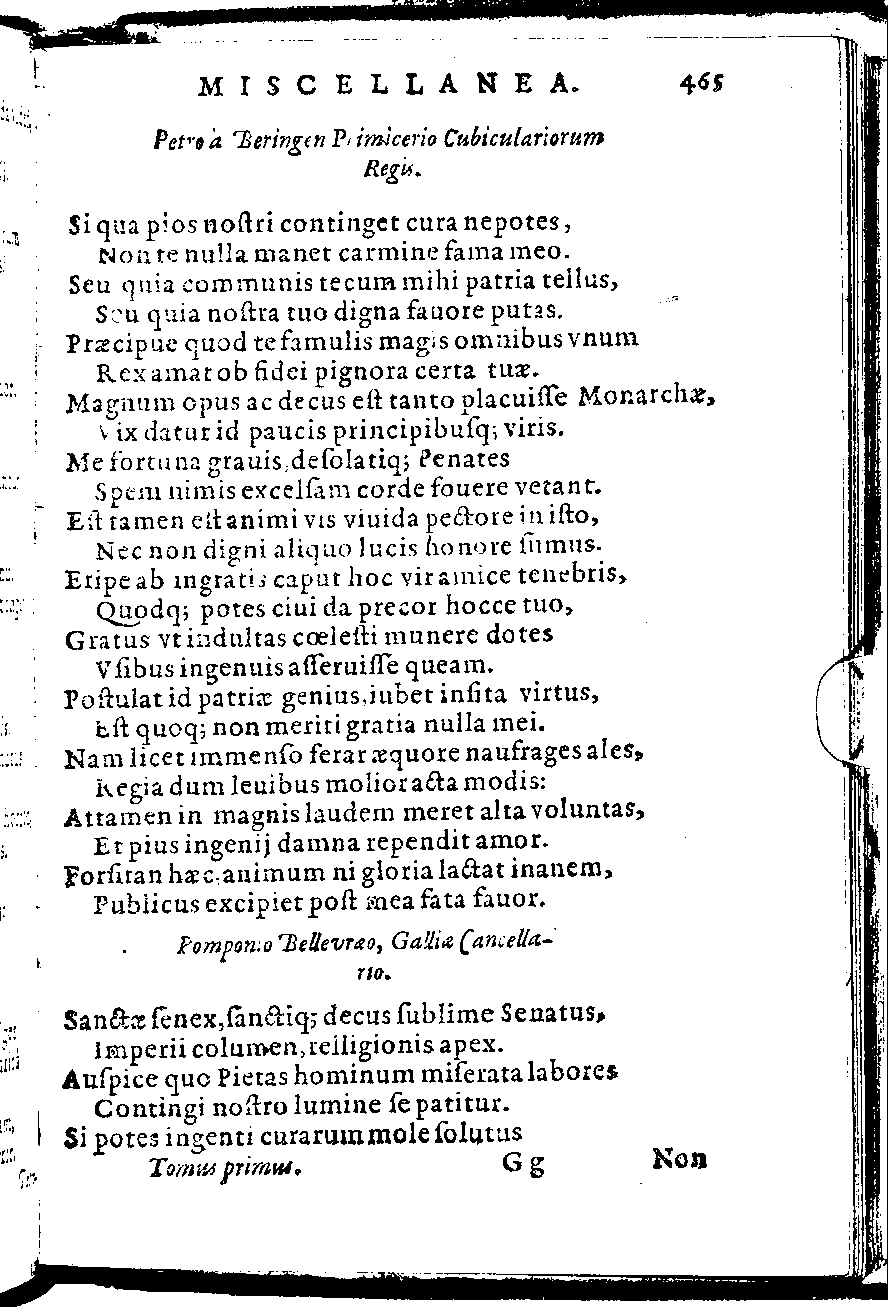 MISCELLANEA. 465
Petro à Beringen Primicerio Cubiculariorum
Regis.
Si qua pios noſtri continget cura nepotes,
Non te nulla manet carmine fama meo.
Seu quia communis tecum mihi patria tellus,
Seu quia noſtra tuo digna fauore putas.
Præcipue quod te famulis magis omnibus vnum
Rex amat ob fidei pignora certa tuæ.
Magnum opus ac decus eſt tanto placuiſſe Monarchæ,
Vix datur id paucis principibuſq; viris.
Me fortuna grauis, deſolatiq; Penates
Spem nimis excelſam corde fouere vetant.
Eſt tamen eſt animi vis viuida pectore in iſto,
Nec non digni aliquo lucis honore ſumus.
Eripe ab ingratis caput hoc vir amice tenebris,
Quodq; potes ciui da precor hocce tuo,
Gratus vt indultas cœleſti munere dotes
Vſibus ingenuis aſſeruiſſe queam.
Poſtulat id patriæ genius, iubet inſita virtus,
Eſt quoq; non meriti gratia nulla mei.
Nam licet immenſo ferar æquore naufrages ales,
Regia dum leuibus molior acta modis:
Attamen in magnis laudem meret alta voluntas,
Et pius ingenij damna rependit amor.
Forſitan hæc, animum ni gloria lactat inanem,
Publicus excipiet poſt mea fata fauor.
Pomponio Bellevræo, Galliæ Cancella-
rio.
Sanctæ ſenex, ſanctiq; decus ſublime Senatus,
Imperii columen, relligionis apex.
Auſpice quo Pietas hominum miſerata labores
Contingi noſtro lumine ſe patitur.
Si potes ingenti curarum mole ſolutus
Tomus primus. Gg Non